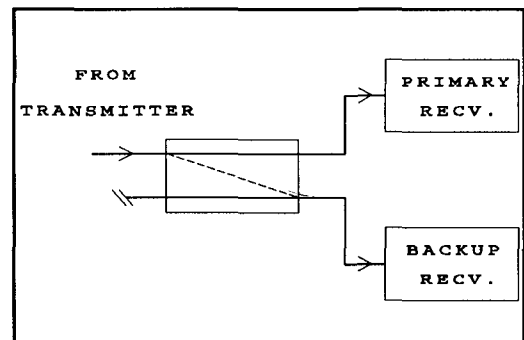 FROM
TRANSMITTER
PRIMARY
RECV.
BACKUP
RECV.